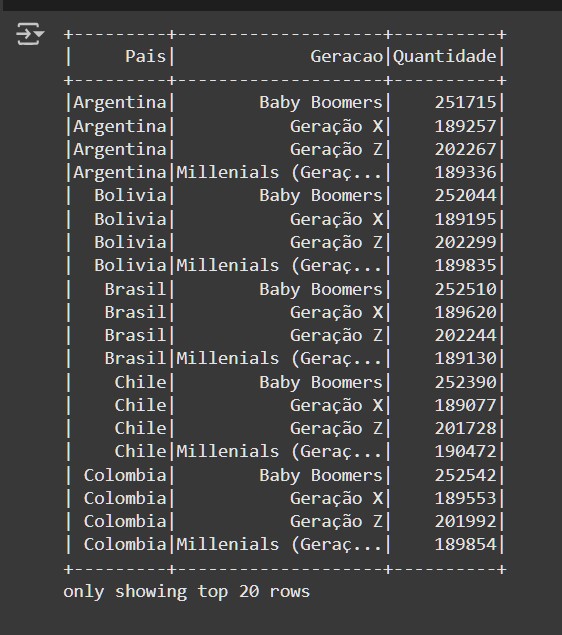 +---------+--------------------+----------+
|     Pais|             Geracao|Quantidade|
+---------+--------------------+----------+
|Argentina|        Baby Boomers|    251715|
|Argentina|           Geração X|    189257|
|Argentina|           Geração Z|    202267|
|Argentina|Millenials (Geraç...|    189336|
|  Bolivia|        Baby Boomers|    252044|
|  Bolivia|           Geração X|    189195|
|  Bolivia|           Geração Z|    202299|
|  Bolivia|Millenials (Geraç...|    189835|
|   Brasil|        Baby Boomers|    252510|
|   Brasil|           Geração X|    189620|
|   Brasil|           Geração Z|    202244|
|   Brasil|Millenials (Geraç...|    189130|
|    Chile|        Baby Boomers|    252390|
|    Chile|           Geração X|    189077|
|    Chile|           Geração Z|    201728|
|    Chile|Millenials (Geraç...|    190472|
| Colombia|        Baby Boomers|    252542|
| Colombia|           Geração X|    189553|
| Colombia|           Geração Z|    201992|
| Colombia|Millenials (Geraç...|    189854|
+---------+--------------------+----------+
only showing top 20 rows